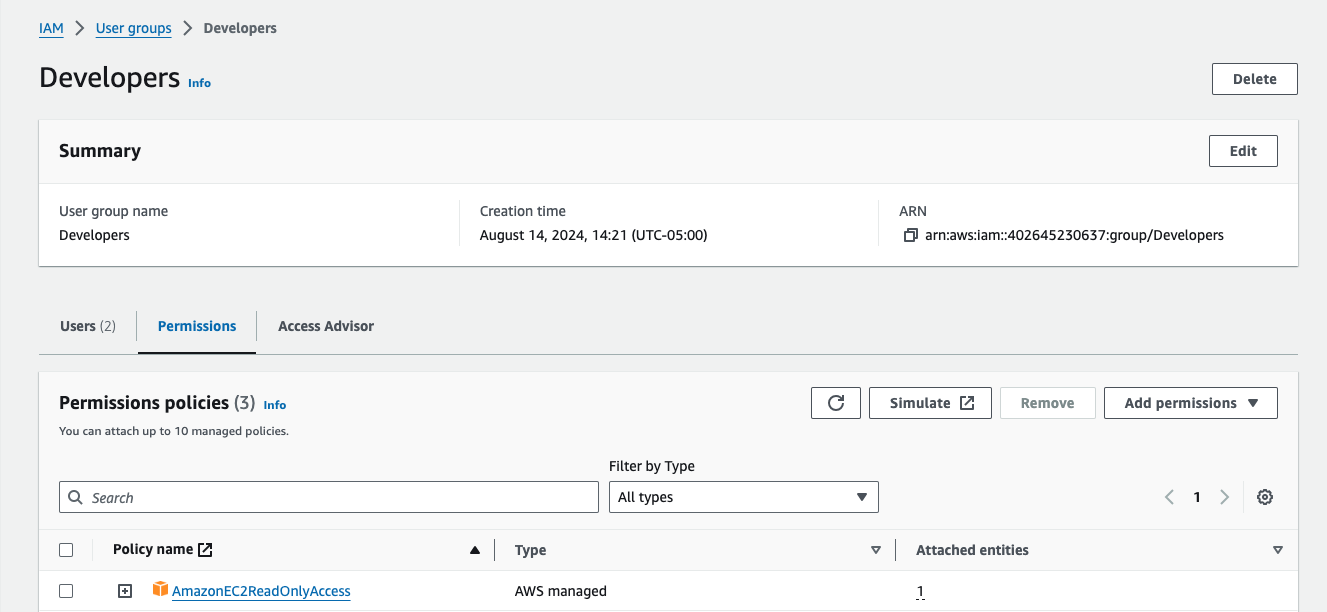 IAM > User groups > Developers
Developers Info
Delete
Summary
Edit
User group name
Developers
Creation time
August 14, 2024, 14:21 (UTC-05:00)
ARN
arn:aws:iam::402645230637:group/Developers
Users (2)
Permissions
Access Advisor
Permissions policies (3) Info
You can attach up to 10 managed policies.
Simulate
Remove
Add permissions
Filter by Type
Search
All types
1
Policy name
Type
Attached entities
AmazonEC2ReadOnlyAccess
AWS managed
1